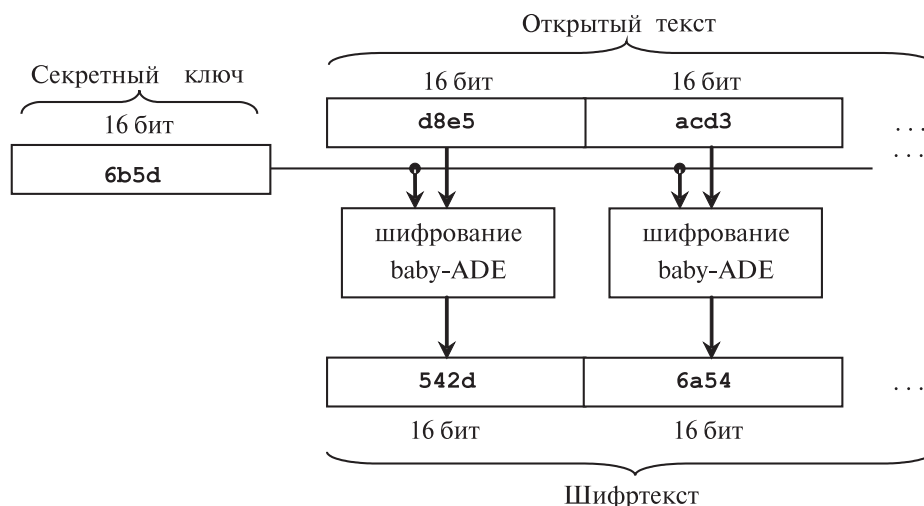 Открытый текст
Секретный ключ
16 бит 16 бит
16 бит
d8e5 acd3 ...
...
6b5d
шифрование шифрование
baby-ADE baby-ADE
542d 6a54 ...
16 бит 16 бит
Шифртекст